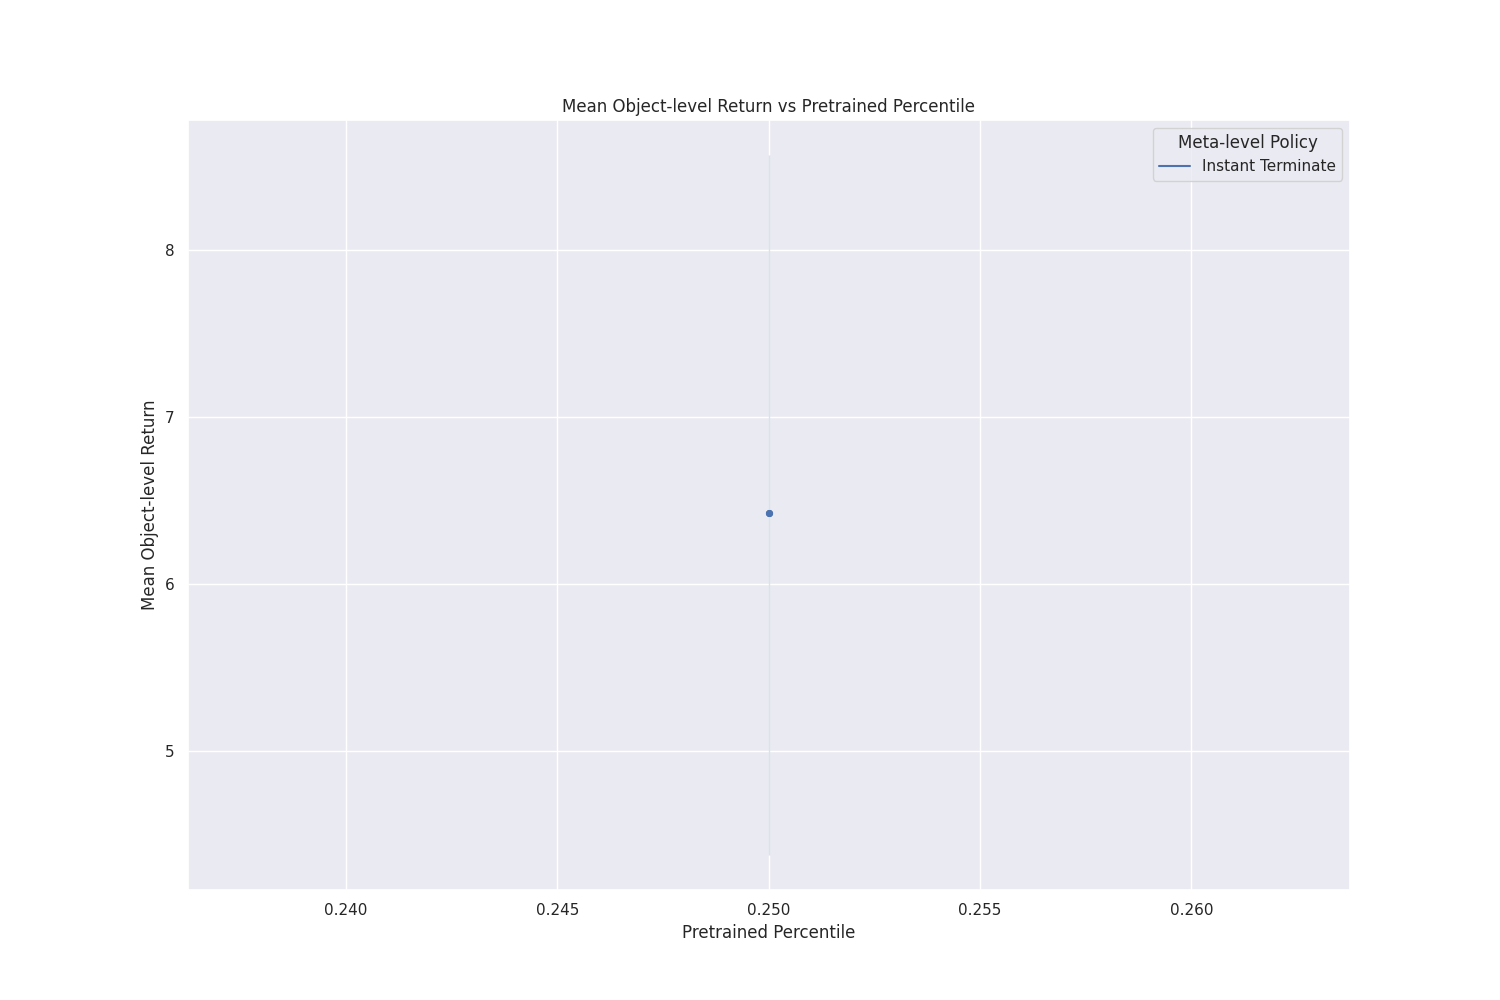 Mean Object-level Return vs Pretrained Percentile
Meta-level Policy
Instant Terminate
Mean Object-level Return
8
7
6
5
0.240
0.245
0.250
0.255
0.260
Pretrained Percentile